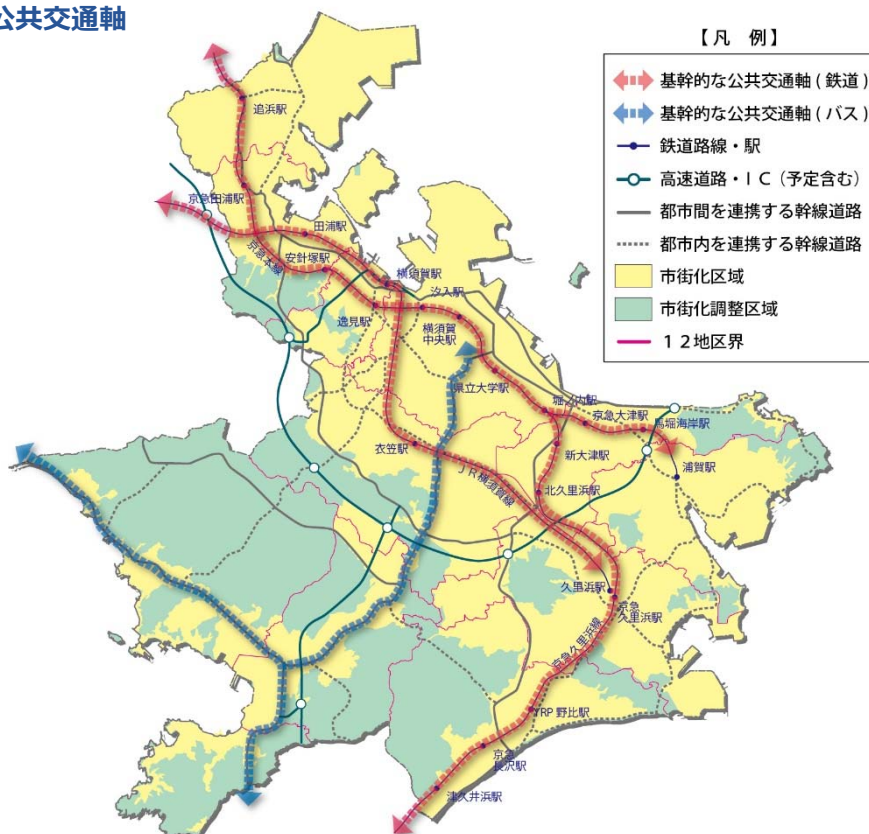 公共交通軸
【凡 例】
基幹的な公共交通軸(鉄道)
基幹的な公共交通軸(バス)
鉄道路線・駅
高速道路・IC(予定含む)
都市間を連携する幹線道路
都市内を連携する幹線道路
市街化区域
市街化調整区域
12地区界
追浜駅
京急田浦駅
田浦駅
京急本線
安針塚駅
横須賀駅
汐入駅
逸見駅
横須賀
中央駅
県立大学駅
堀ノ内駅
京急大津駅
馬堀海岸駅
新大津駅
浦賀駅
衣笠駅
JR横須賀線
北久里浜駅
久里浜駅
京急
久里浜駅
京急久里浜線
YRP 野比駅
京急
長沢駅
津久井浜駅